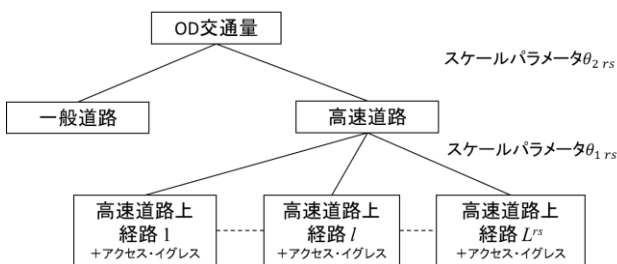 OD交通量
スケールパラメータθ2 rs
一般道路
高速道路
スケールパラメータθ1 rs
高速道路上
経路 1
+アクセス・イグレス
高速道路上
経路 l
+アクセス・イグレス
高速道路上
経路 Lrs
+アクセス・イグレス